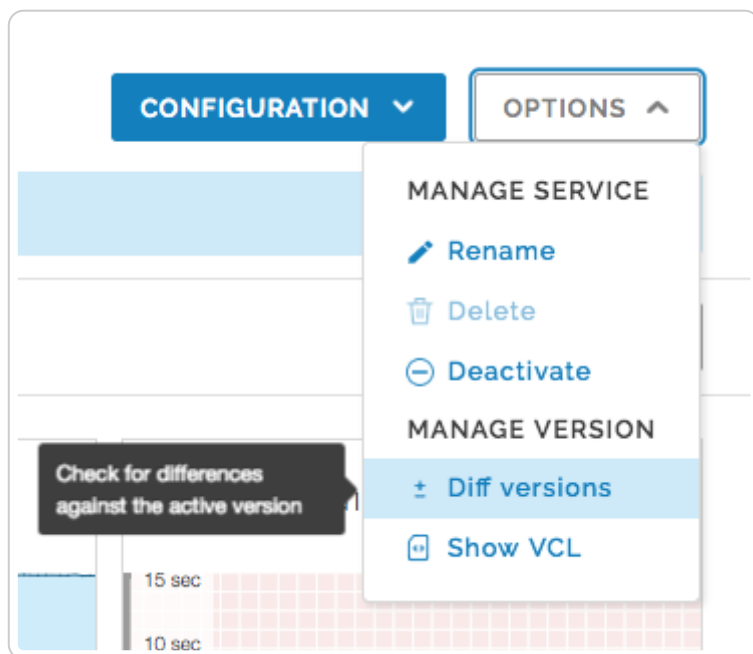 CONFIGURATION
OPTIONS
MANAGE SERVICE
Rename
Delete
Deactivate
MANAGE VERSION
Check for differences
against the active version
Diff versions
Show VCL
15 sec
10 sec